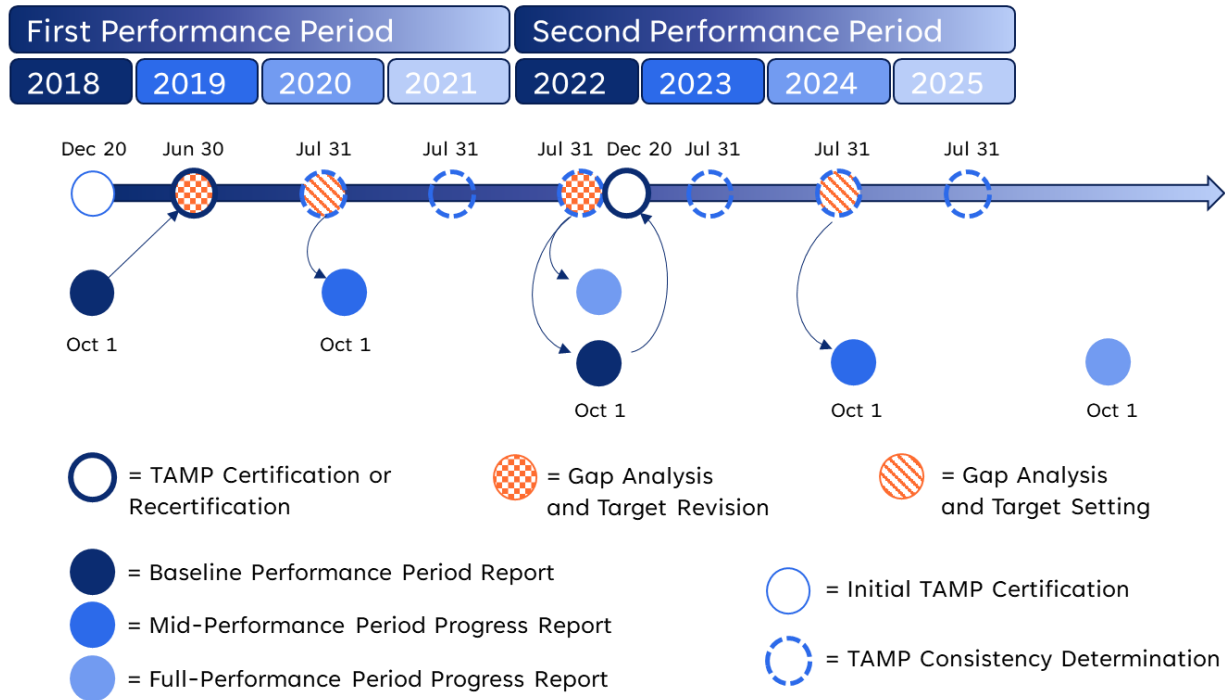 First Performance Period
Second Performance Period
2018
2019
2020
2021
2022
2023
2024
2025
Dec 20
Jun 30
Jul 31
Jul 31
Jul 31
Dec 20
Jul 31
Jul 31
Jul 31
Oct 1
Oct 1
Oct 1
Oct 1
Oct 1
= TAMP Certification or
Recertification
= Gap Analysis
and Target Revision
= Gap Analysis
and Target Setting
= Baseline Performance Period Report
= Mid-Performance Period Progress Report
= Full-Performance Period Progress Report
= Initial TAMP Certification
= TAMP Consistency Determination